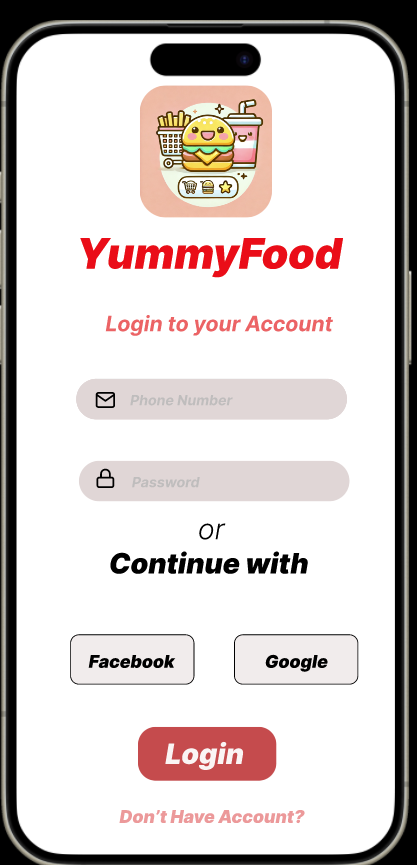 YummyFood
Login to your Account
Phone Number
Password
or
Continue with
Facebook
Google
Login
Don't Have Account?